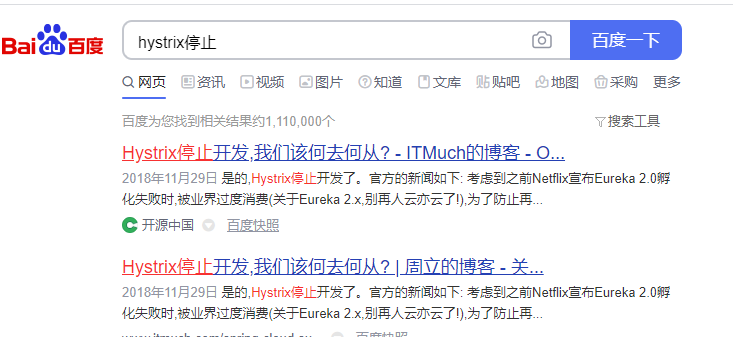 Bai du 百度
hystrix停止
百度一下
网页 资讯 视频 图片 知道 文库 贴吧 地图 采购 更多
百度为您找到相关结果约1,110,000个
搜索工具
Hystrix停止开发,我们该何去何从? - ITMuch的博客 - O...
2018年11月29日 是的,Hystrix停止开发了。官方的新闻如下: 考虑到之前Netflix宣布Eureka 2.0孵
化失败时,被业界过度消费(关于Eureka 2.x,别再人云亦云了!),为了防止再...
开源中国 百度快照
Hystrix停止开发,我们该何去何从? | 周立的博客 - 关...
2018年11月29日 是的,Hystrix停止开发了。官方的新闻如下: 考虑到之前Netflix宣布Eureka 2.0孵
化失败时,被业界过度消费(关于Eureka 2.x,别再人云亦云了!),为了防止再...
百度快照